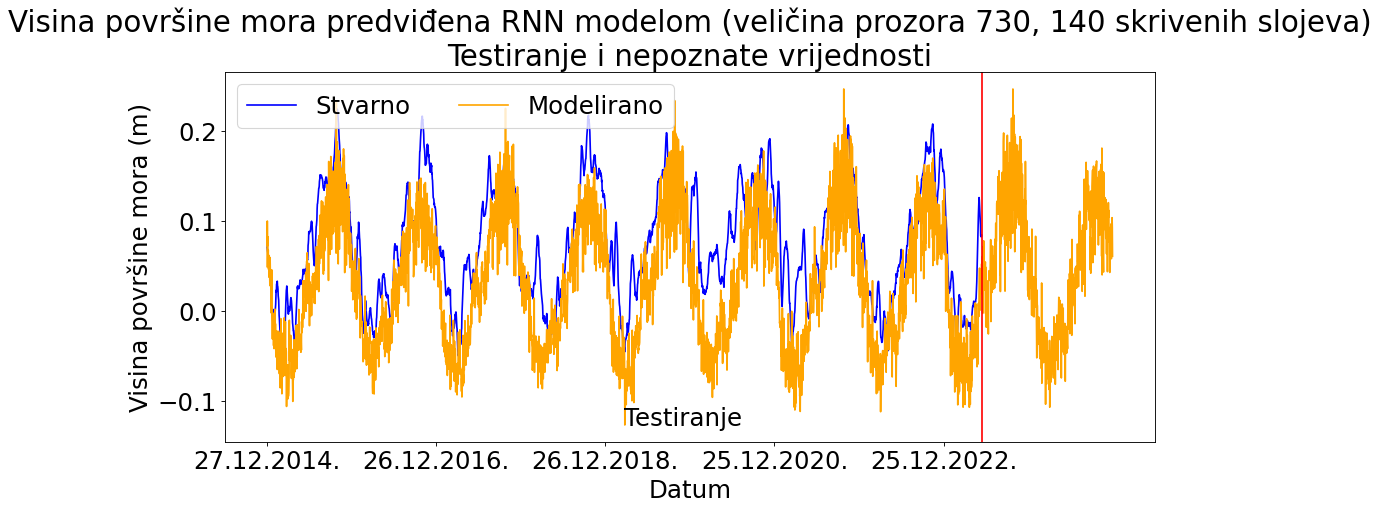 Visina površine mora predviđena RNN modelom (veličina prozora 730, 140 skrivenih slojeva)
Testiranje i nepoznate vrijednosti
Stvarno Modelirano
Visina površine mora (m)
0.2
0.1
0.0
−0.1
Testiranje
27.12.2014. 26.12.2016. 26.12.2018. 25.12.2020. 25.12.2022.
Datum